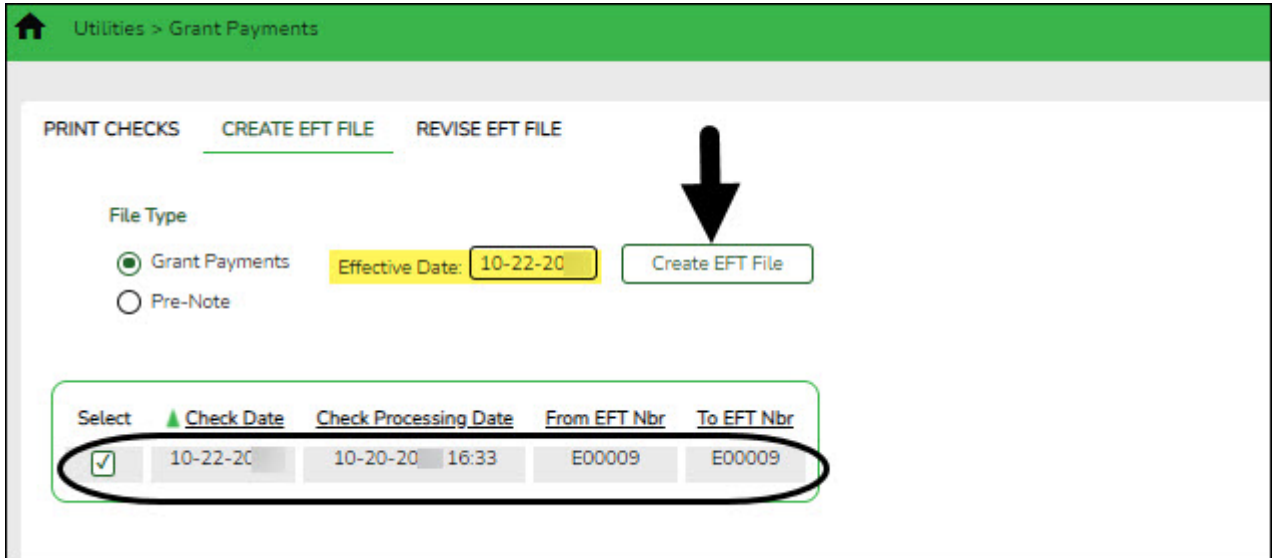 Utilities > Grant Payments
PRINT CHECKS CREATE EFT FILE REVISE EFT FILE
File Type
Grant Payments Effective Date: 10-22-20 Create EFT File
Pre-Note
Select Check Date Check Processing Date From EFT Nbr To EFT Nbr
10-22-20 10-20-20 16:33 E00009 E00009